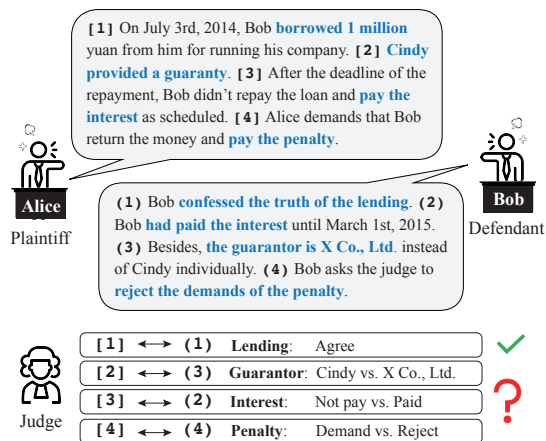 [1] On July 3rd, 2014, Bob borrowed 1 million
yuan from him for running his company. [2] Cindy
provided a guaranty. [3] After the deadline of the
repayment, Bob didn't repay the loan and pay the
interest as scheduled. [4] Alice demands that Bob
return the money and pay the penalty.
Alice
Plaintiff
(1) Bob confessed the truth of the lending. (2)
Bob had paid the interest until March 1st, 2015.
(3) Besides, the guarantor is X Co., Ltd. instead
of Cindy individually. (4) Bob asks the judge to
reject the demands of the penalty.
Bob
Defendant
[1] ↔ (1) Lending: Agree
[2] ↔ (3) Guarantor: Cindy vs. X Co., Ltd.
[3] ↔ (2) Interest: Not pay vs. Paid
[4] ↔ (4) Penalty: Demand vs. Reject
Judge
?